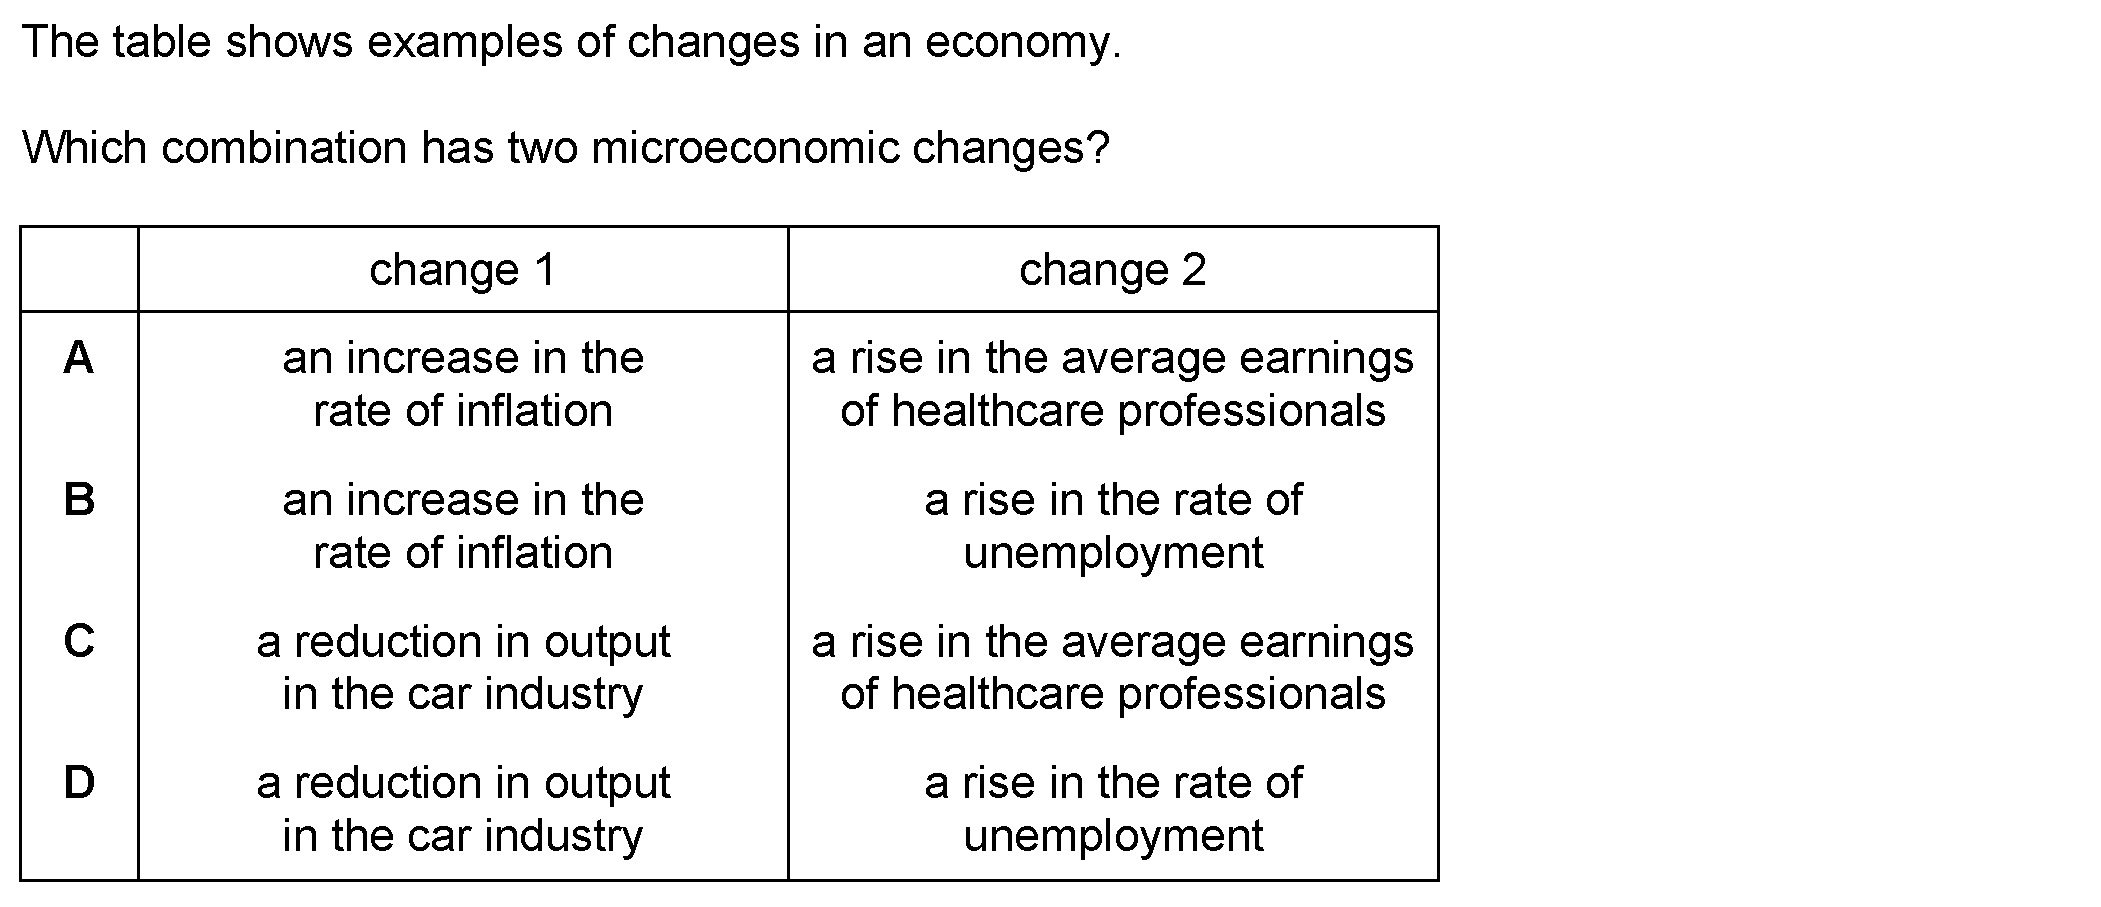 The table shows examples of changes in an economy.
Which combination has two microeconomic changes?
change 1 change 2
A an increase in the a rise in the average earnings
rate of inflation of healthcare professionals
B an increase in the a rise in the rate of
rate of inflation unemployment
C a reduction in output a rise in the average earnings
in the car industry of healthcare professionals
D a reduction in output a rise in the rate of
in the car industry unemployment